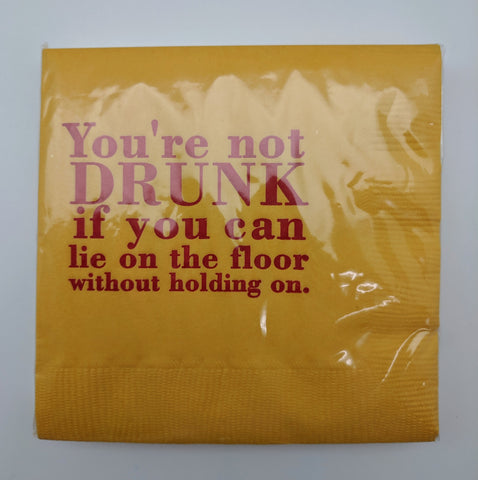 You're not
DRUNK
if you can
lie on the floor
without holding on.